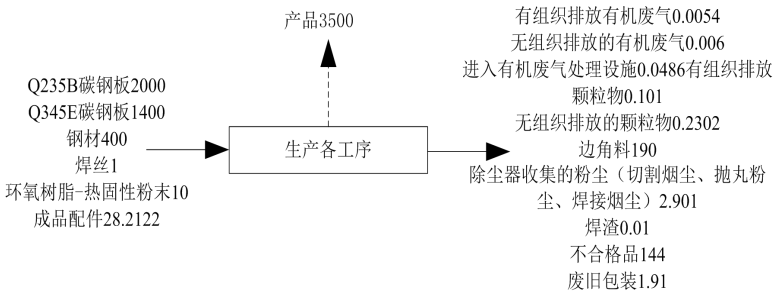 产品3500
Q235B碳钢板2000
Q345E碳钢板1400
钢材400
焊丝1
环氧树脂-热固性粉末10
成品配件28.2122
生产各工序
有组织排放有机废气0.0054
无组织排放的有机废气0.006
进入有机废气处理设施0.0486有组织排放
颗粒物0.101
无组织排放的颗粒物0.2302
边角料190
除尘器收集的粉尘（切割烟尘、抛丸粉
尘、焊接烟尘）2.901
焊渣0.01
不合格品144
废旧包装1.91